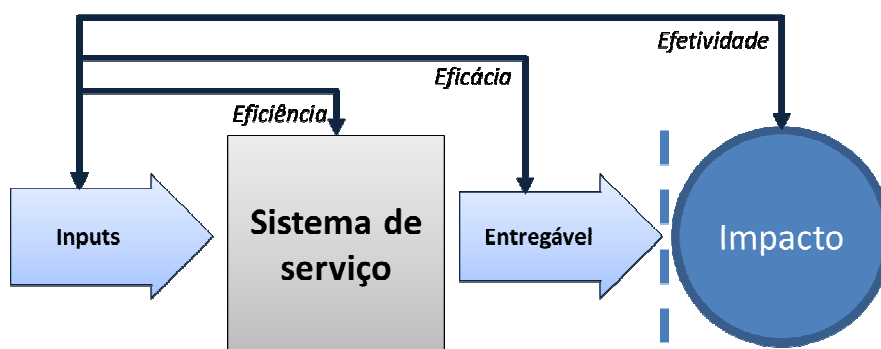 Efetividade
Eficácia
Eficiência
Inputs
Sistema de
serviço
Entregável
Impacto